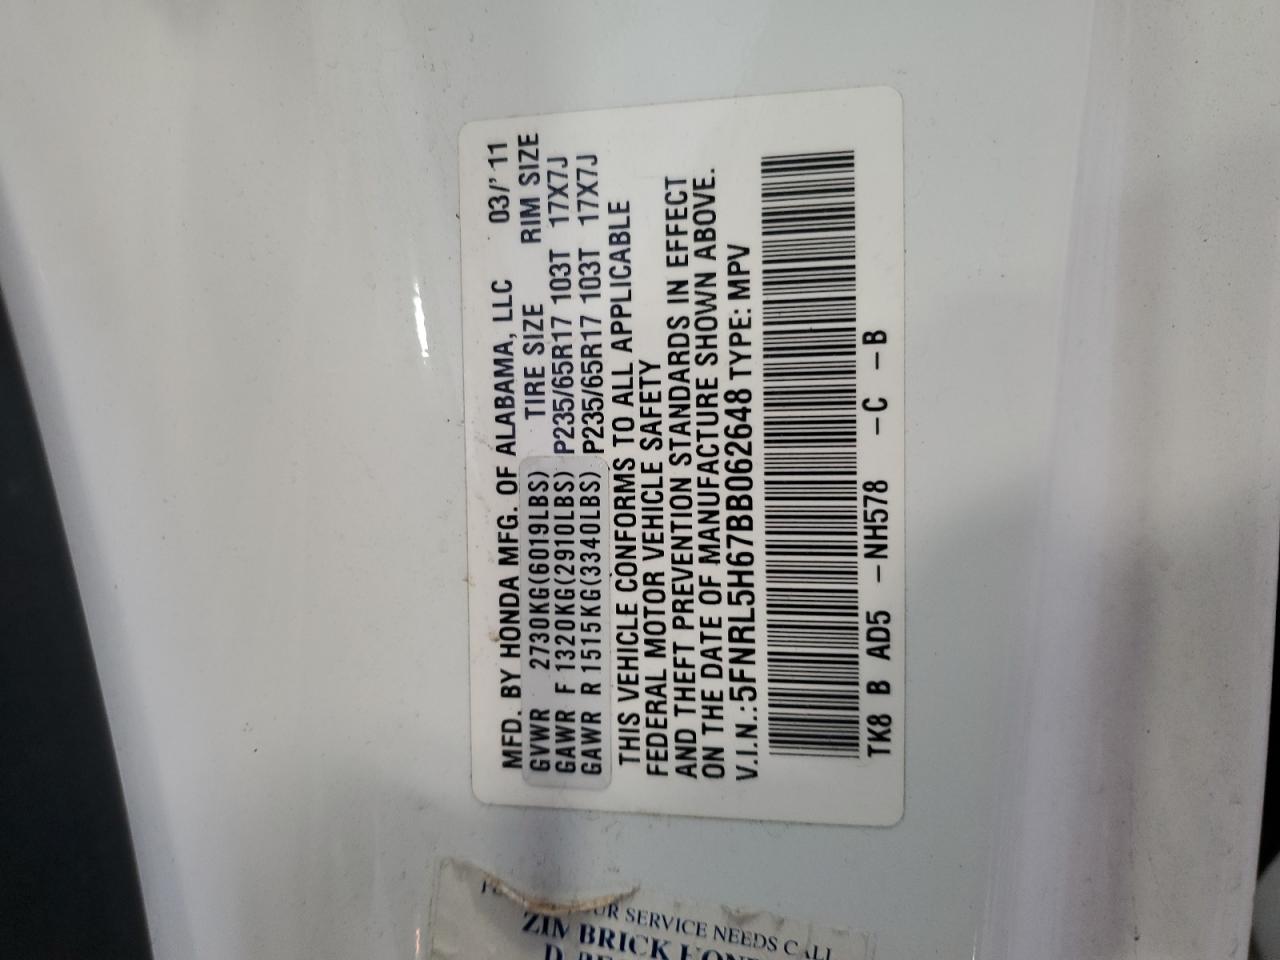 MFD. BY HONDA MFG. OF ALABAMA, LLC 03/'11
GVWR 2730KG(6019LBS) TIRE SIZE RIM SIZE
GAWR F 1320KG(2910LBS) P235/65R17 103T 17X7J
GAWR R 1515KG(3340LBS) P235/65R17 103T 17X7J
THIS VEHICLE CONFORMS TO ALL APPLICABLE
FEDERAL MOTOR VEHICLE SAFETY
AND THEFT PREVENTION STANDARDS IN EFFECT
ON THE DATE OF MANUFACTURE SHOWN ABOVE.
V.I.N.:5FNRL5H67BB062648 TYPE: MPV
TK8 B AD5 -NH578 -C -B
SERVICE NEEDS
BRICK